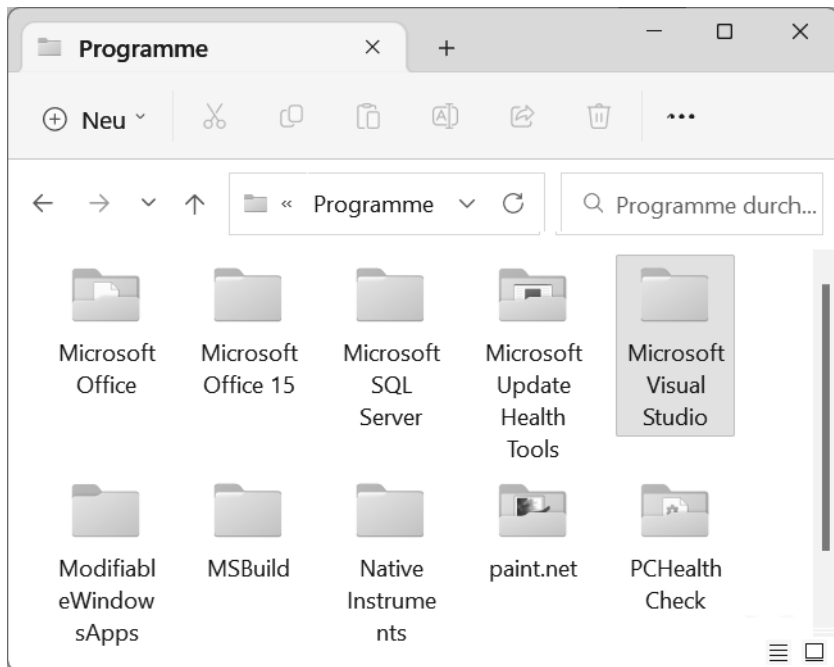 Programme
Neu
« Programme
Programme durch...
Microsoft
Office
Microsoft
Office 15
Microsoft
SQL
Server
Microsoft
Update
Health
Tools
Microsoft
Visual
Studio
Modifiabl
eWindow
sApps
MSBuild
Native
Instrume
nts
paint.net
PCHealth
Check